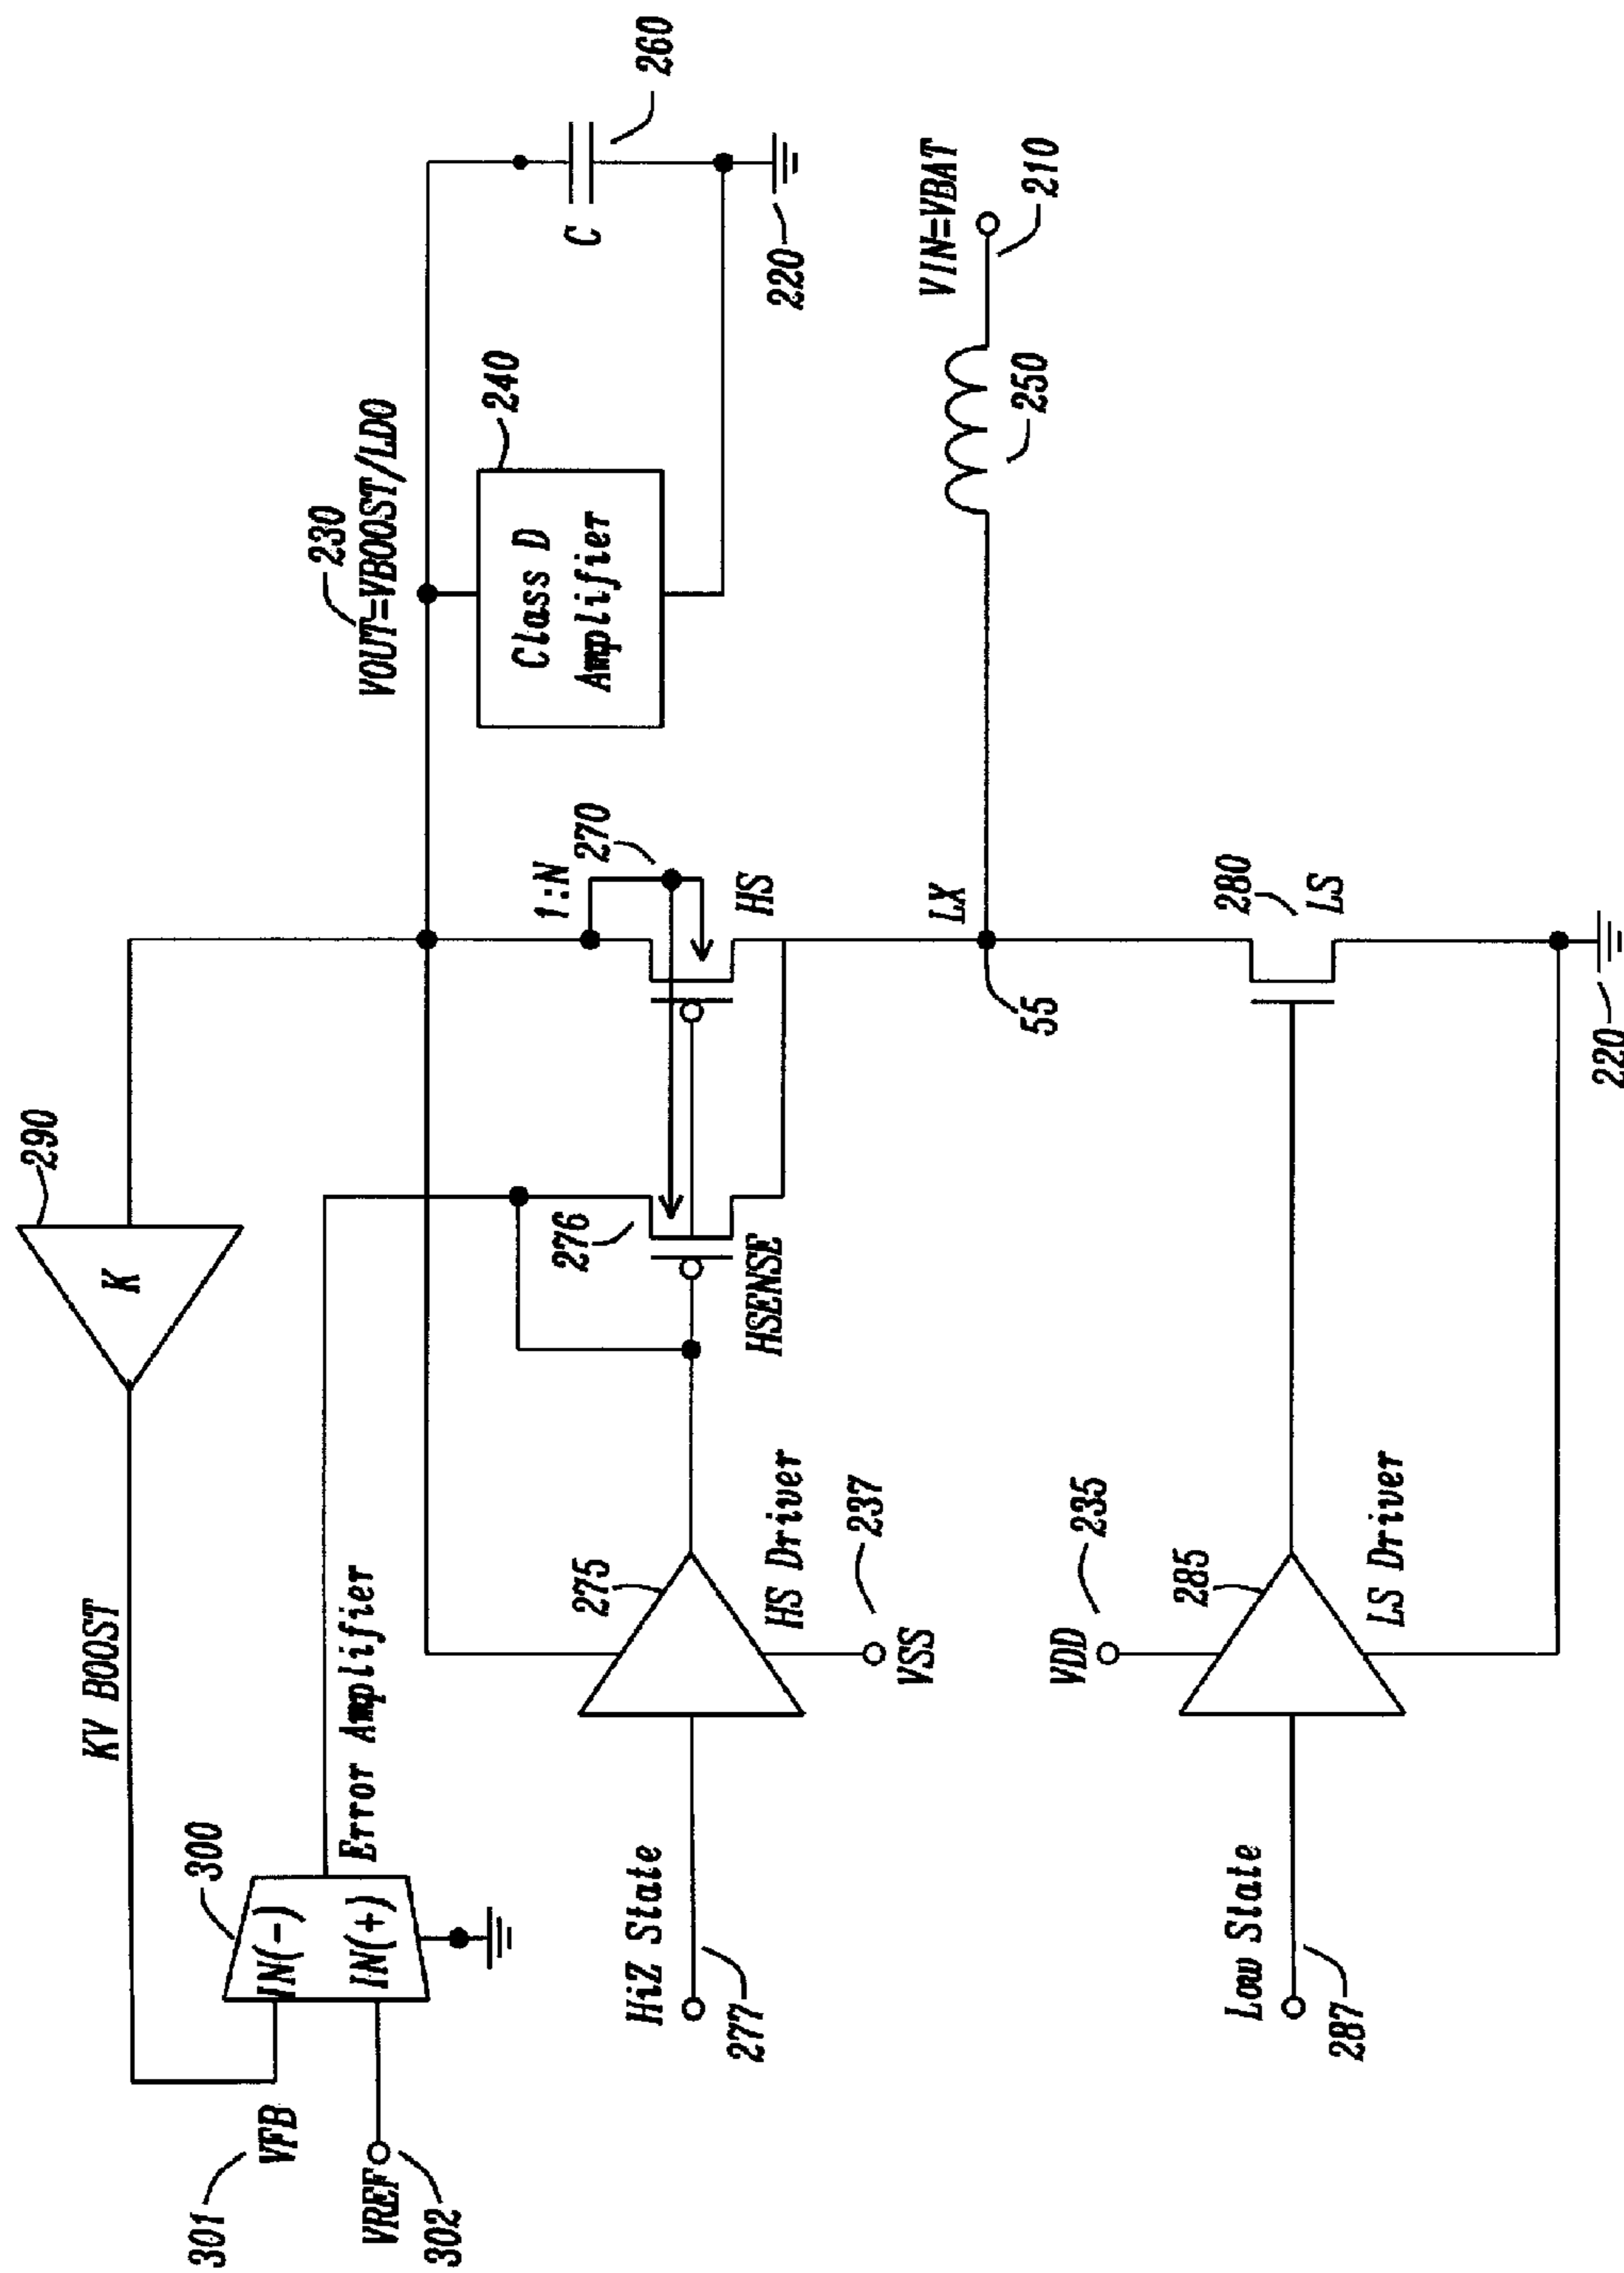 290
K
KV BOOST
230
VOUT=VBOOST/LDO
240
Class D
Amplifier
C
260
220
300
IN(-)
IN(+)
Error Amplifier
301
VFB
VREF
302
276
HSENSE
1:N
270
HS
275
HS Driver
HiZ State
277
237
VSS
LX
55
VIN=VBAT
210
250
235
VDD
285
LS Driver
Low State
287
280
LS
220